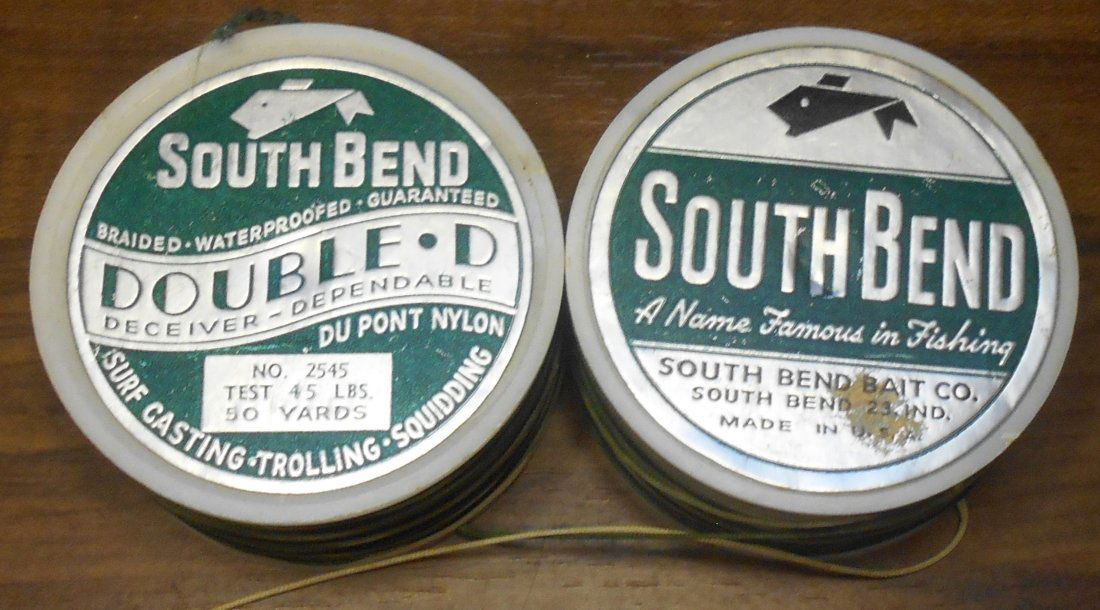 SOUTH BEND
BRAIDED · WATERPROOFED · GUARANTEED
DOUBLE·D
DECEIVER - DEPENDABLE
DU PONT NYLON
NO. 2545
TEST 45 LBS.
50 YARDS
SURF CASTING · TROLLING · SQUIDDING
SOUTH BEND
A Name Famous in Fishing
SOUTH BEND BAIT CO.
SOUTH BEND 23, IND.
MADE IN U.S.A.